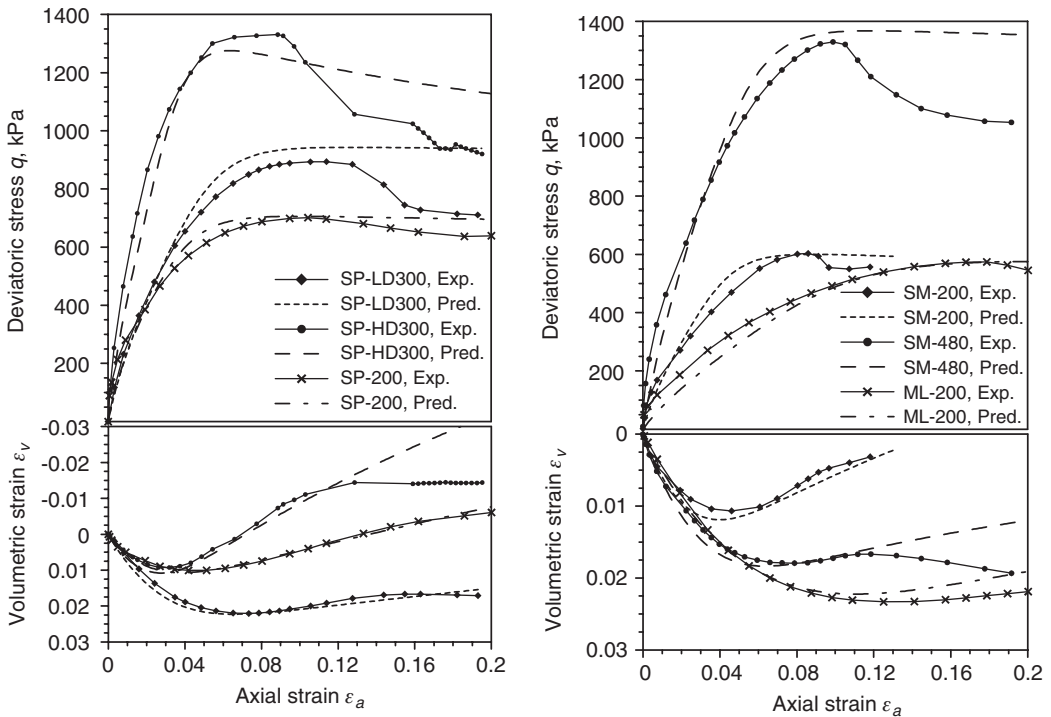 1400
1200
1000
800
600
400
200
Deviatoric stress q, kPa
SP-LD300, Exp.
SP-LD300, Pred.
SP-HD300, Exp.
SP-HD300, Pred.
SP-200, Exp.
SP-200, Pred.
-0.03
-0.02
-0.01
0
0.01
0.02
0.03
Volumetric strain εv
0 0.04 0.08 0.12 0.16 0.2
Axial strain εa
1400
1200
1000
800
600
400
200
0
Deviatoric stress q, kPa
SM-200, Exp.
SM-200, Pred.
SM-480, Exp.
SM-480, Pred.
ML-200, Exp.
ML-200, Pred.
0
0.01
0.02
0.03
Volumetric strain εv
0 0.04 0.08 0.12 0.16 0.2
Axial strain εa